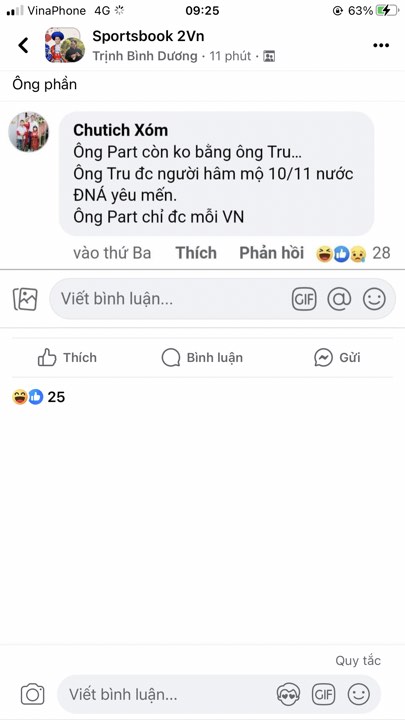 VinaPhone 4G 09:25 63%
Sportsbook 2Vn
Trịnh Bình Dương · 11 phút ·
Ông phần
Chutich Xóm
Ông Part còn ko bằng ông Tru...
Ông Tru đc người hâm mộ 10/11 nước
ĐNÁ yêu mến.
Ông Part chỉ đc mỗi VN
vào thứ Ba Thích Phản hồi 28
Viết bình luận... GIF @
Thích Bình luận Gửi
25
Quy tắc
Viết bình luận... GIF